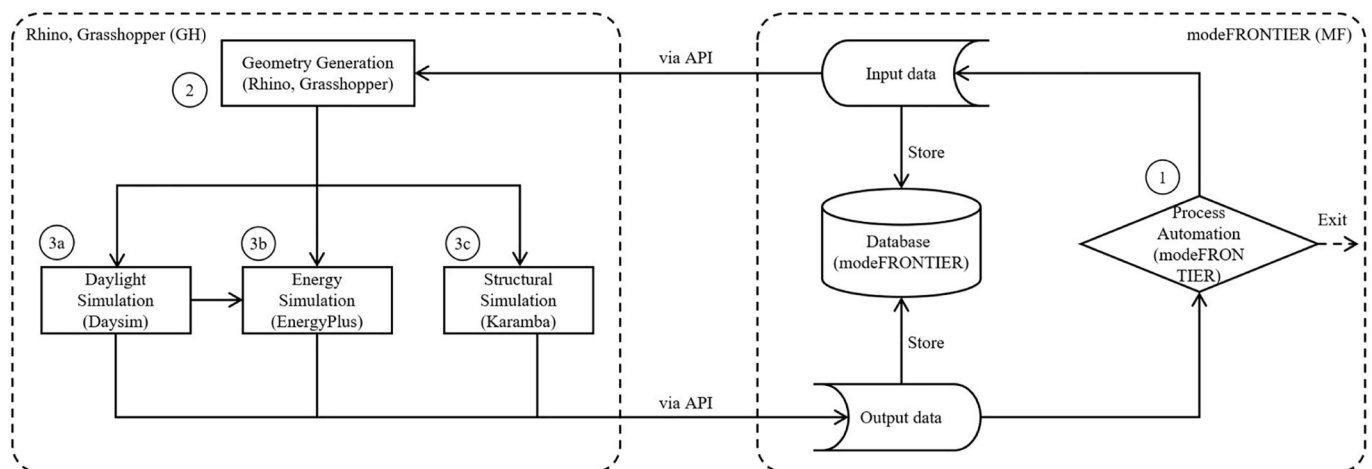 Rhino, Grasshopper (GH)
modeFRONTIER (MF)
Geometry Generation
(Rhino, Grasshopper)
2
via API
Input data
Store
1
Process
Automation
(modeFRON
TIER)
Exit
Database
(modeFRONTIER)
3a
3b
3c
Daylight
Simulation
(Daysim)
Energy
Simulation
(EnergyPlus)
Structural
Simulation
(Karamba)
Store
via API
Output data